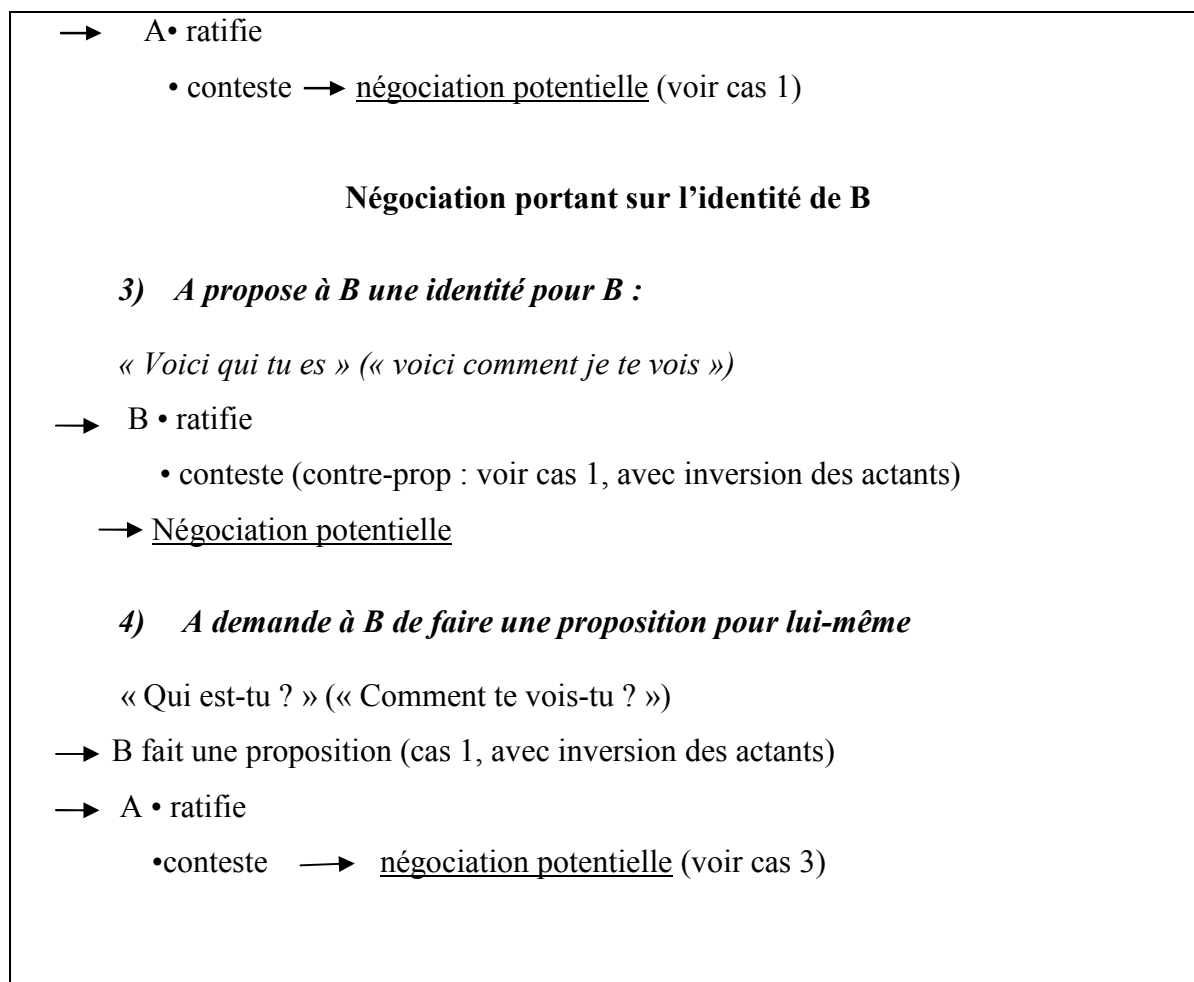 → A• ratifie
• conteste → négociation potentielle (voir cas 1)
Négociation portant sur l’identité de B
3) A propose à B une identité pour B :
« Voici qui tu es » (« voici comment je te vois »)
→ B • ratifie
• conteste (contre-prop : voir cas 1, avec inversion des actants)
→ Négociation potentielle
4) A demande à B de faire une proposition pour lui-même
« Qui est-tu ? » (« Comment te vois-tu ? »)
→ B fait une proposition (cas 1, avec inversion des actants)
→ A • ratifie
•conteste → négociation potentielle (voir cas 3)